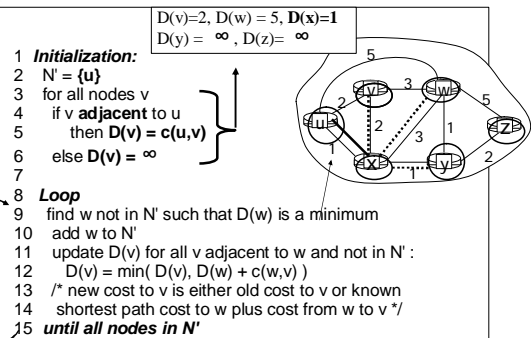 D(v)=2, D(w) = 5, D(x)=1
D(y) = ∞ , D(z)= ∞
1 Initialization:
2 N' = {u}
3 for all nodes v
4 if v adjacent to u
5 then D(v) = c(u,v)
6 else D(v) = ∞
7
8 Loop
9 find w not in N' such that D(w) is a minimum
10 add w to N'
11 update D(v) for all v adjacent to w and not in N' :
12 D(v) = min( D(v), D(w) + c(w,v) )
13 /* new cost to v is either old cost to v or known
14 shortest path cost to w plus cost from w to v */
15 until all nodes in N'
5
v 3 w
2 5
u 2 3 1 z
1 2
x 1 y